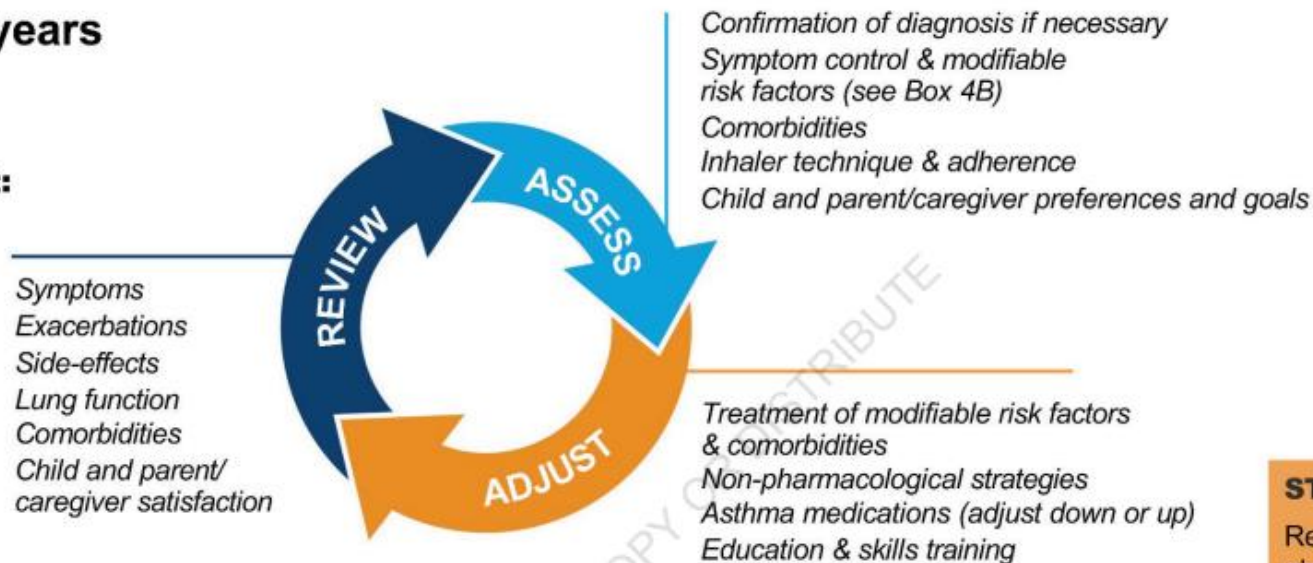 years
:
Confirmation of diagnosis if necessary
Symptom control & modifiable
risk factors (see Box 4B)
Comorbidities
Inhaler technique & adherence
Child and parent/caregiver preferences and goals
ASSESS
REVIEW
Symptoms
Exacerbations
Side-effects
Lung function
Comorbidities
Child and parent/
caregiver satisfaction
ADJUST
Treatment of modifiable risk factors
& comorbidities
Non-pharmacological strategies
Asthma medications (adjust down or up)
Education & skills training
OR DISTRIBUTE